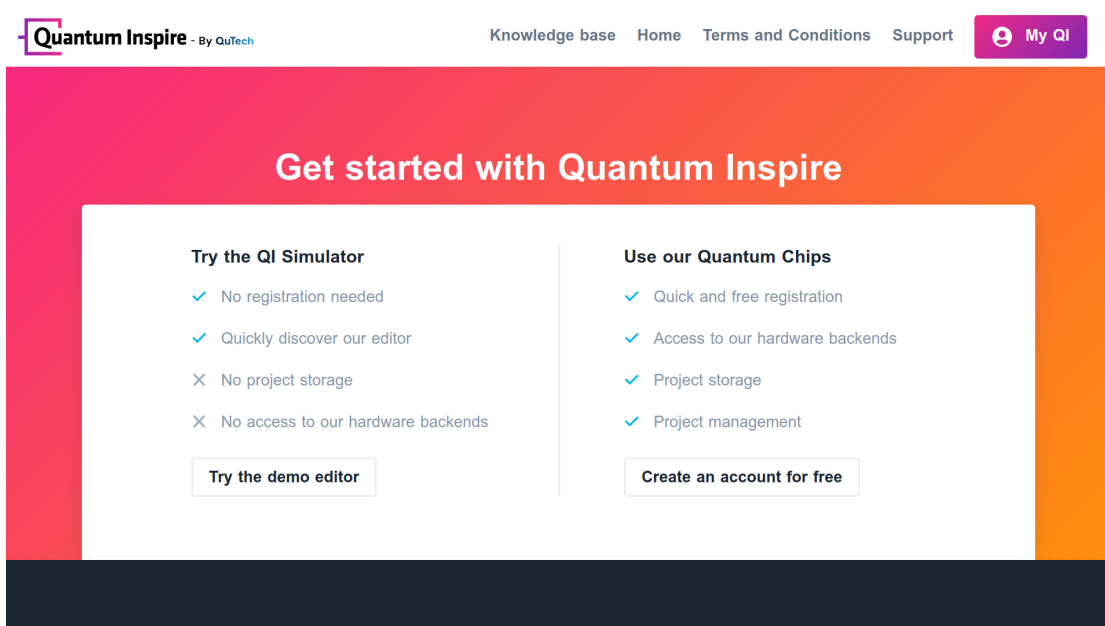 Quantum Inspire - By QuTech
Knowledge base Home Terms and Conditions Support My QI
Get started with Quantum Inspire
Try the QI Simulator
No registration needed
Quickly discover our editor
No project storage
No access to our hardware backends
Try the demo editor
Use our Quantum Chips
Quick and free registration
Access to our hardware backends
Project storage
Project management
Create an account for free